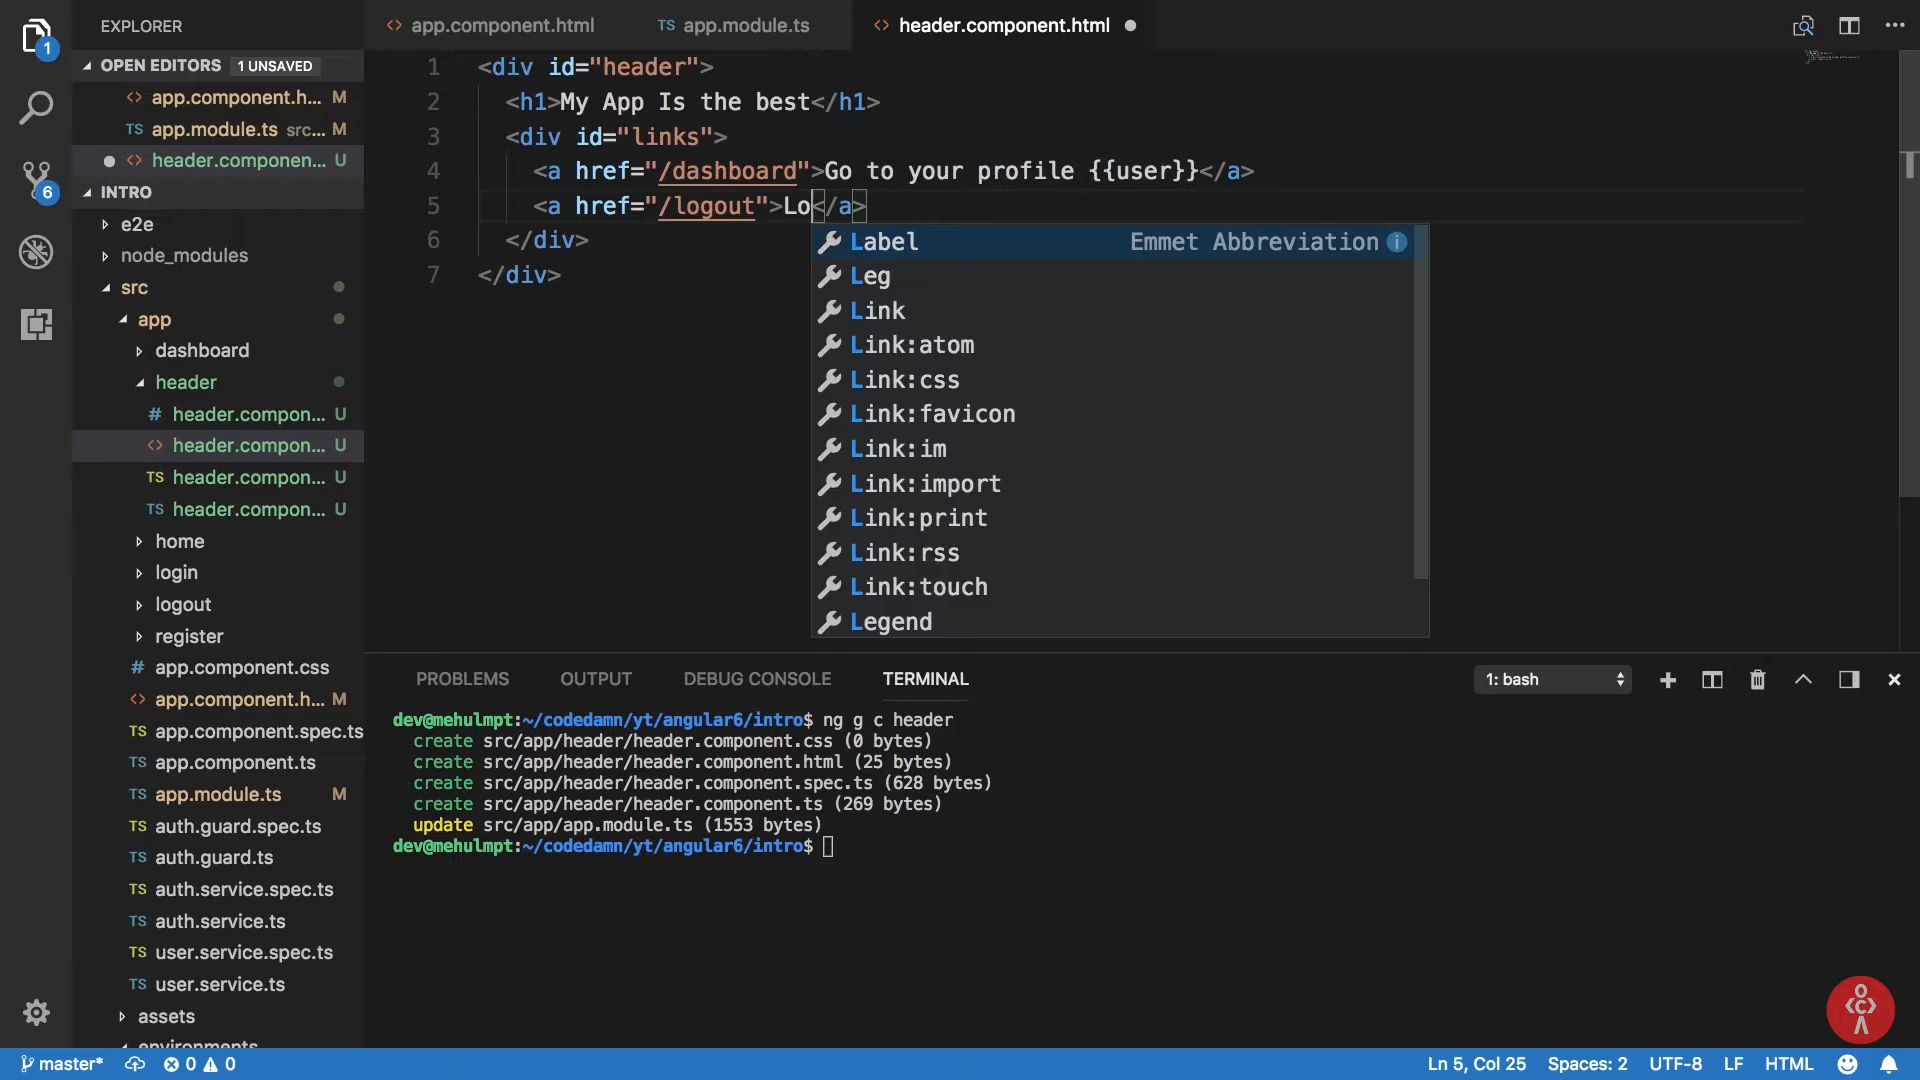 EXPLORER
app.component.html
TS app.module.ts
<> header.component.html
1
OPEN EDITORS 1 UNSAVED
<> app.component.h... M
TS app.module.ts src... M
<> header.componen... U
6
INTRO
e2e
node_modules
src
app
dashboard
header
# header.compon... U
<> header.compon... U
TS header.compon... U
TS header.compon... U
home
login
logout
register
# app.component.css
<> app.component.h... M
TS app.component.spec.ts
TS app.component.ts
TS app.module.ts M
TS auth.guard.spec.ts
TS auth.guard.ts
TS auth.service.spec.ts
TS auth.service.ts
TS user.service.spec.ts
TS user.service.ts
assets
environments
1 <div id="header">
2 <h1>My App Is the best</h1>
3 <div id="links">
4 <a href="/dashboard">Go to your profile {{user}}</a>
5 <a href="/logout">Lo</a>
6 </div>
7 </div>
Label Emmet Abbreviation
Leg
Link
Link:atom
Link:css
Link:favicon
Link:im
Link:import
Link:print
Link:rss
Link:touch
Legend
PROBLEMS OUTPUT DEBUG CONSOLE TERMINAL 1: bash
dev@mehulmpt:~/codedamn/yt/angular6/intro$ ng g c header
create src/app/header/header.component.css (0 bytes)
create src/app/header/header.component.html (25 bytes)
create src/app/header/header.component.spec.ts (628 bytes)
create src/app/header/header.component.ts (269 bytes)
update src/app/app.module.ts (1553 bytes)
dev@mehulmpt:~/codedamn/yt/angular6/intro$
master* 0 0 Ln 5, Col 25 Spaces: 2 UTF-8 LF HTML